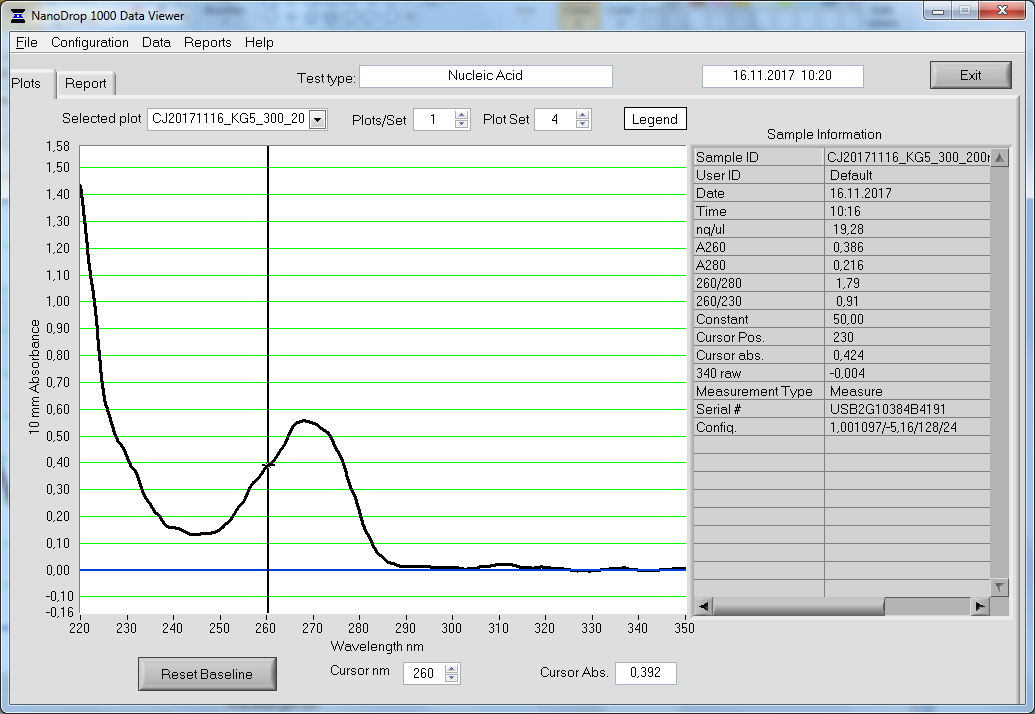 NanoDrop 1000 Data Viewer
File Configuration Data Reports Help
Plots Report Test type: Nucleic Acid 16.11.2017 10:20 Exit
Selected plot CJ20171116_KG5_300_20 Plots/Set 1 Plot Set 4 Legend
Sample Information
Sample ID CJ20171116_KG5_300_200r
User ID Default
Date 16.11.2017
Time 10:16
ng/ul 19,28
A260 0,386
A280 0,216
260/280 1,79
260/230 0,91
Constant 50,00
Cursor Pos. 230
Cursor abs. 0,424
340 raw -0,004
Measurement Type Measure
Serial # USB2G10384B4191
Config. 1,001097/-5,16/128/24
10 mm Absorbance
1,58
1,50
1,40
1,30
1,20
1,10
1,00
0,90
0,80
0,70
0,60
0,50
0,40
0,30
0,20
0,10
0,00
-0,10
-0,16
220 230 240 250 260 270 280 290 300 310 320 330 340 350
Wavelength nm
Reset Baseline Cursor nm 260 Cursor Abs. 0,392